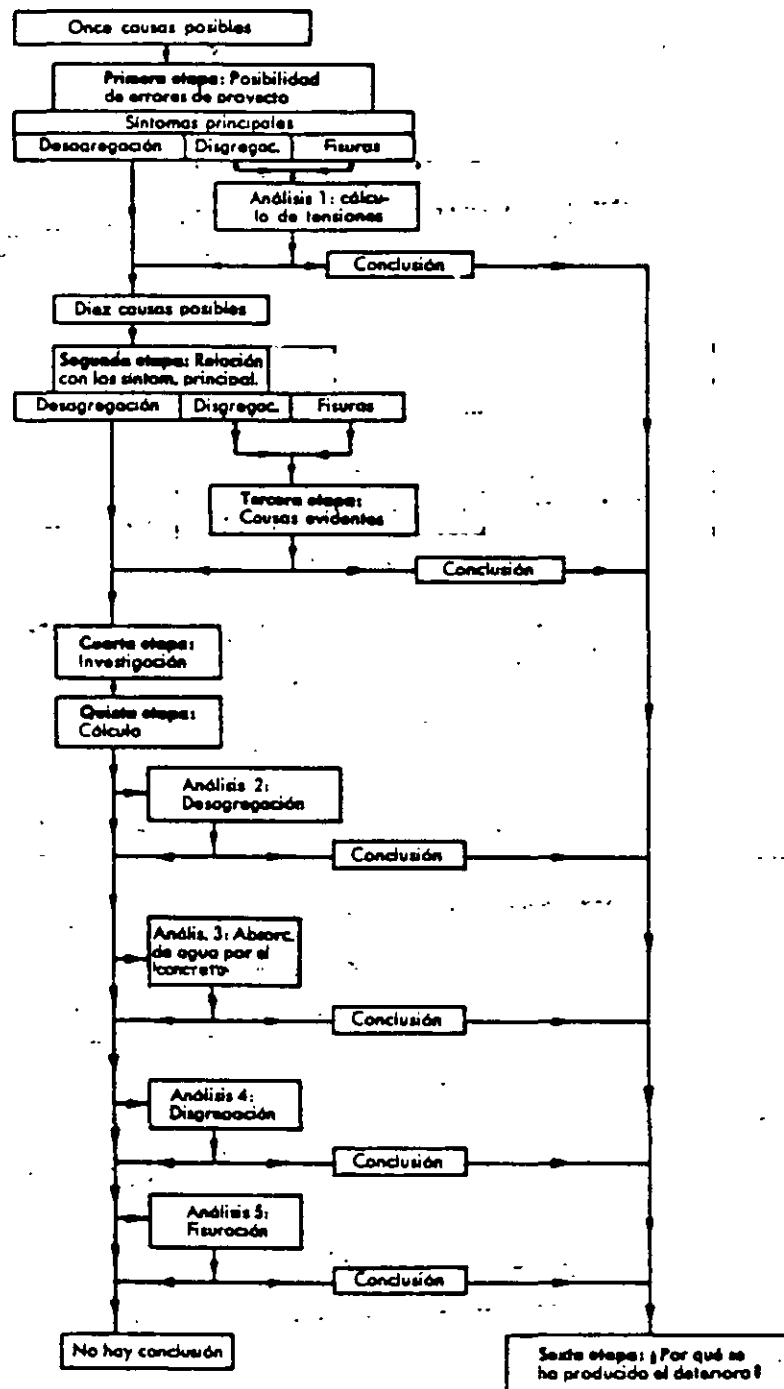 Once causas posibles
Primera etapa: Posibilidad
de errores de proyecto
Síntomas principales
Desagregación
Disgregac.
Fisuras
Análisis 1: cálcu-
lo de tensiones
Conclusión
Diez causas posibles
Segunda etapa: Relación
con los síntom. principal.
Desagregación
Disgregac.
Fisuras
Tercera etapa:
Causas evidentes
Conclusión
Cuarta etapa:
Investigación
Quinta etapa:
Cálculo
Análisis 2:
Desagregación
Conclusión
Anális. 3: Absorc.
de agua por el
concreto
Conclusión
Análisis 4:
Disgregación
Conclusión
Análisis 5:
Fisuración
Conclusión
No hay conclusión
Sexta etapa: ¿Por qué se
ha producido el deterioro?